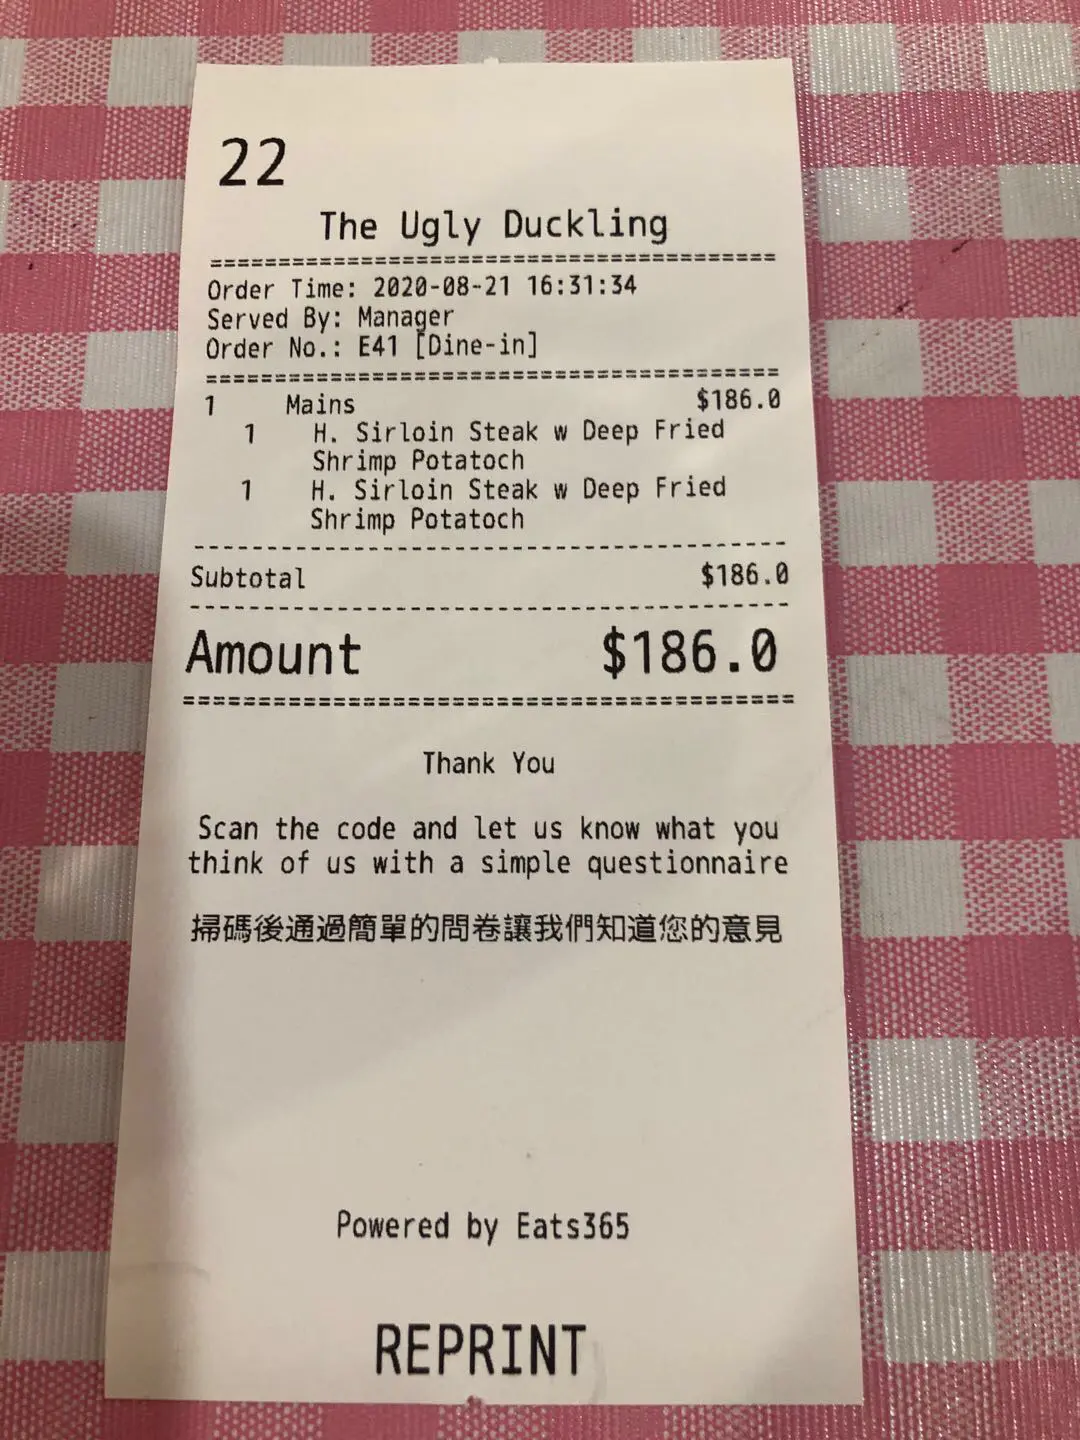 22
The Ugly Duckling
=========================================
Order Time: 2020-08-21 16:31:34
Served By: Manager
Order No.: E41 [Dine-in]
=========================================
1 Mains $186.0
1 H. Sirloin Steak w Deep Fried
Shrimp Potatoch
1 H. Sirloin Steak w Deep Fried
Shrimp Potatoch
-----------------------------------------
Subtotal $186.0
-----------------------------------------
Amount $186.0
=========================================
Thank You
Scan the code and let us know what you
think of us with a simple questionnaire
掃碼後通過簡單的問卷讓我們知道您的意見
Powered by Eats365
REPRINT